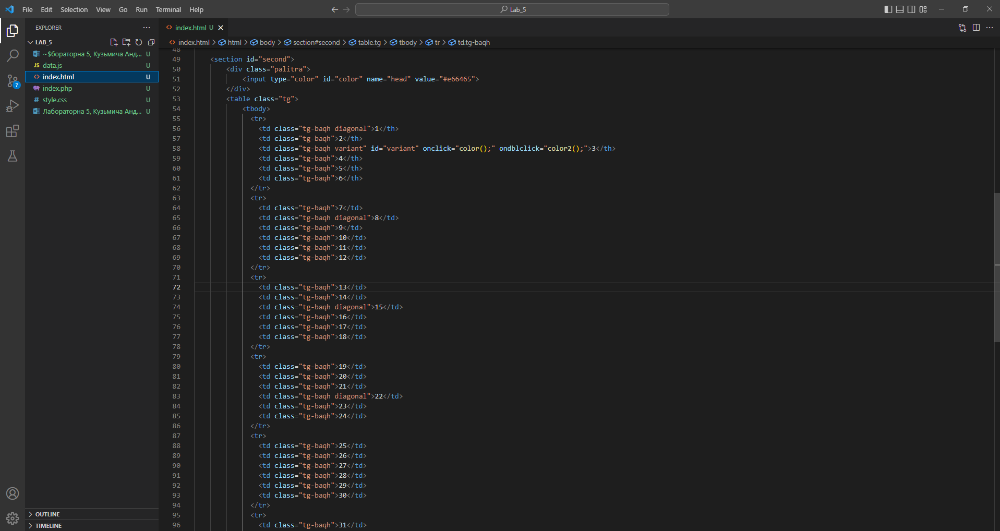 File Edit Selection View Go Run Terminal Help
Lab_5
EXPLORER
LAB_5
~$бораторна 5, Кузьмича Анд... U
data.js U
index.html U
index.php U
style.css U
Лабораторна 5, Кузьмича Анд... U
7
OUTLINE
TIMELINE
index.html U
index.html > html > body > section#second > table.tg > tbody > tr > td.tg-baqh
48
49 <section id="second">
50 <div class="palitra">
51 <input type="color" id="color" name="head" value="#e66465">
52 </div>
53 <table class="tg">
54 <tbody>
55 <tr>
56 <td class="tg-baqh diagonal">1</th>
57 <td class="tg-baqh">2</th>
58 <td class="tg-baqh variant" id="variant" onclick="color();" ondblclick="color2();">3</th>
59 <td class="tg-baqh">4</th>
60 <td class="tg-baqh">5</th>
61 <td class="tg-baqh">6</th>
62 </tr>
63 <tr>
64 <td class="tg-baqh">7</td>
65 <td class="tg-baqh diagonal">8</td>
66 <td class="tg-baqh">9</td>
67 <td class="tg-baqh">10</td>
68 <td class="tg-baqh">11</td>
69 <td class="tg-baqh">12</td>
70 </tr>
71 <tr>
72 <td class="tg-baqh">13</td>
73 <td class="tg-baqh">14</td>
74 <td class="tg-baqh diagonal">15</td>
75 <td class="tg-baqh">16</td>
76 <td class="tg-baqh">17</td>
77 <td class="tg-baqh">18</td>
78 </tr>
79 <tr>
80 <td class="tg-baqh">19</td>
81 <td class="tg-baqh">20</td>
82 <td class="tg-baqh">21</td>
83 <td class="tg-baqh diagonal">22</td>
84 <td class="tg-baqh">23</td>
85 <td class="tg-baqh">24</td>
86 </tr>
87 <tr>
88 <td class="tg-baqh">25</td>
89 <td class="tg-baqh">26</td>
90 <td class="tg-baqh">27</td>
91 <td class="tg-baqh">28</td>
92 <td class="tg-baqh">29</td>
93 <td class="tg-baqh">30</td>
94 </tr>
95 <tr>
96 <td class="tg-baqh">31</td>